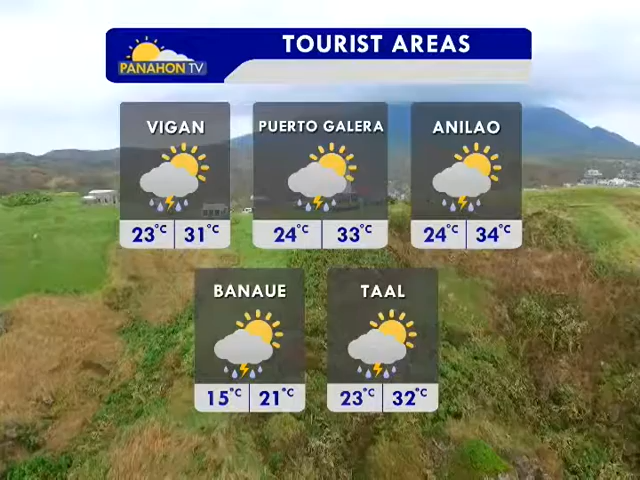 TOURIST AREAS
PANAHON TV
VIGAN
23°C 31°C
PUERTO GALERA
24°C 33°C
ANILAO
24°C 34°C
BANAUE
15°C 21°C
TAAL
23°C 32°C